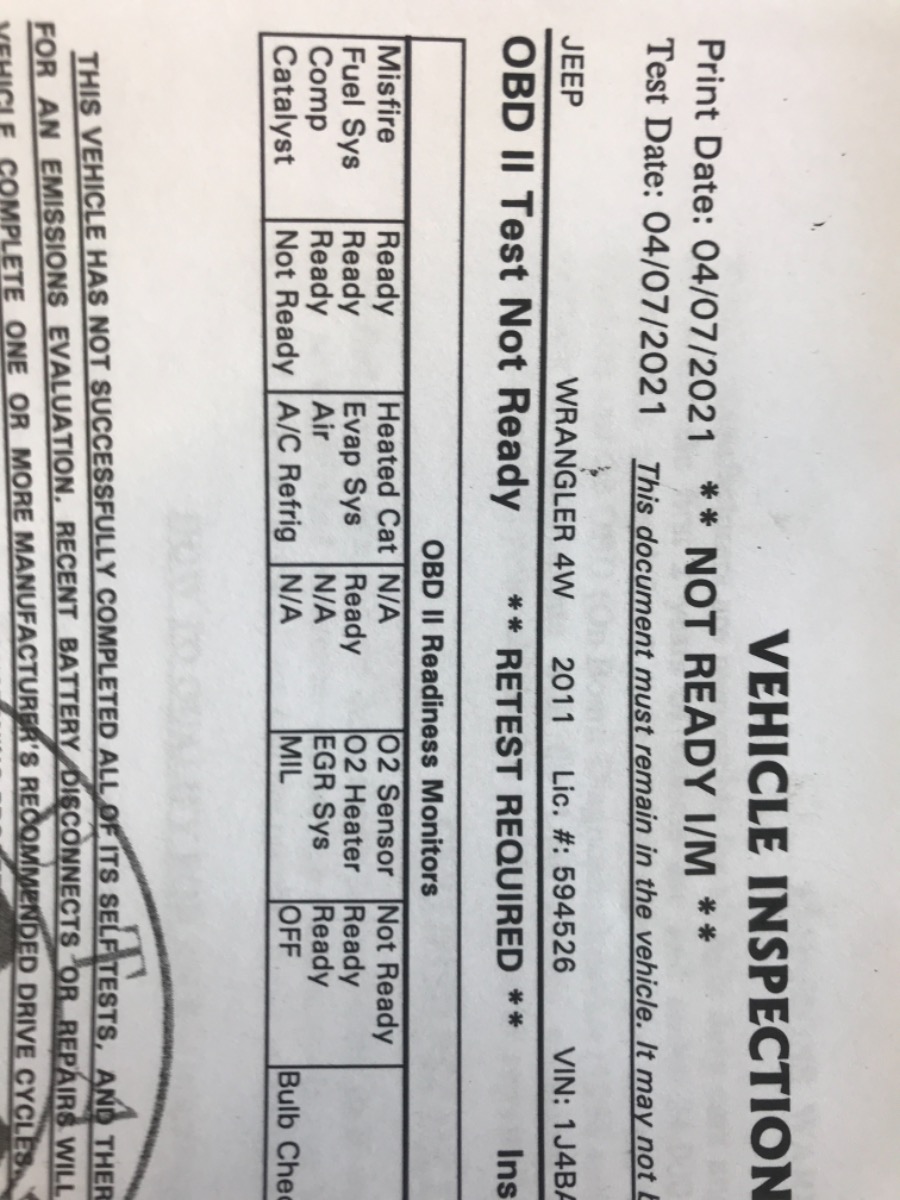 VEHICLE INSPECTION
Print Date: 04/07/2021 ** NOT READY I/M **
Test Date: 04/07/2021 This document must remain in the vehicle. It may not
JEEP WRANGLER 4W 2011 Lic. #: 594526 VIN: 1J4BA
OBD II Test Not Ready ** RETEST REQUIRED ** Ins
OBD II Readiness Monitors
Misfire Ready Heated Cat N/A O2 Sensor Not Ready
Fuel Sys Ready Evap Sys Ready O2 Heater Ready
Comp Ready Air N/A EGR Sys Ready
Catalyst Not Ready A/C Refrig N/A MIL OFF Bulb Chec
THIS VEHICLE HAS NOT SUCCESSFULLY COMPLETED ALL OF ITS SELF TESTS, AND THER
FOR AN EMISSIONS EVALUATION. RECENT BATTERY DISCONNECTS OR REPAIRS WILL
VEHICLE COMPLETE ONE OR MORE MANUFACTURER'S RECOMMENDED DRIVE CYCLES.